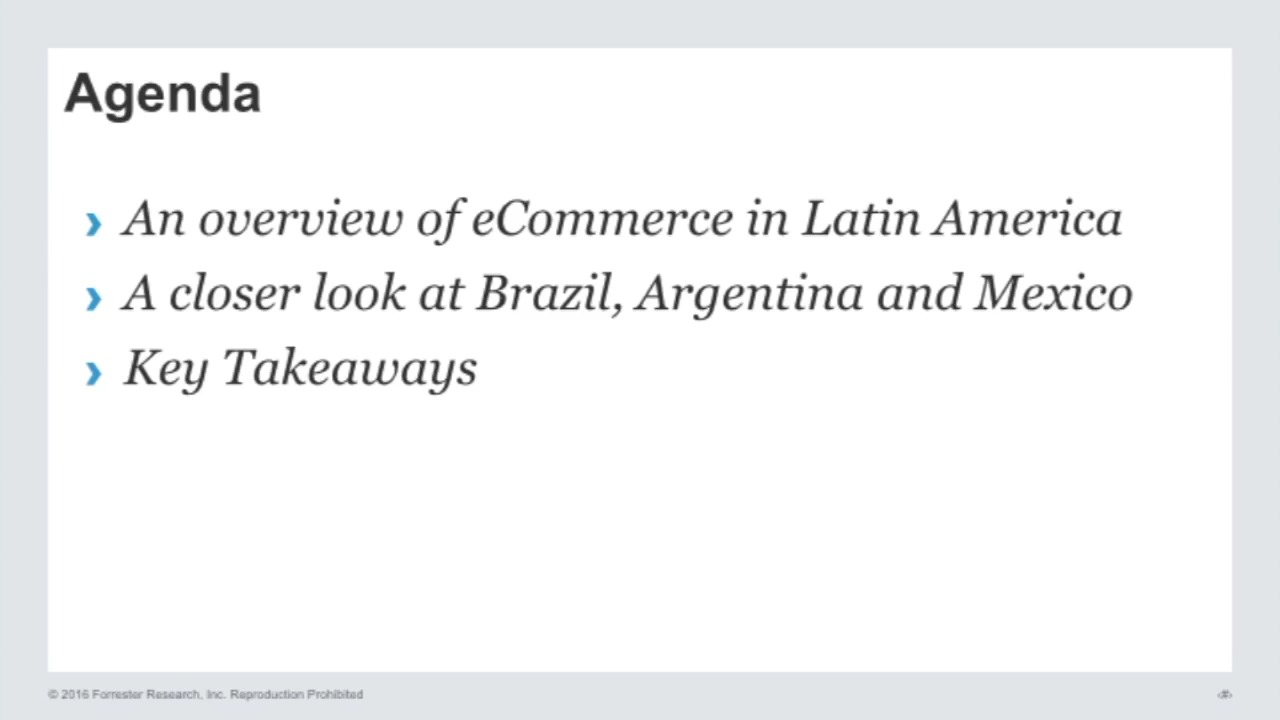 Agenda
› An overview of eCommerce in Latin America
› A closer look at Brazil, Argentina and Mexico
› Key Takeaways
© 2016 Forrester Research, Inc. Reproduction Prohibited
‹#›